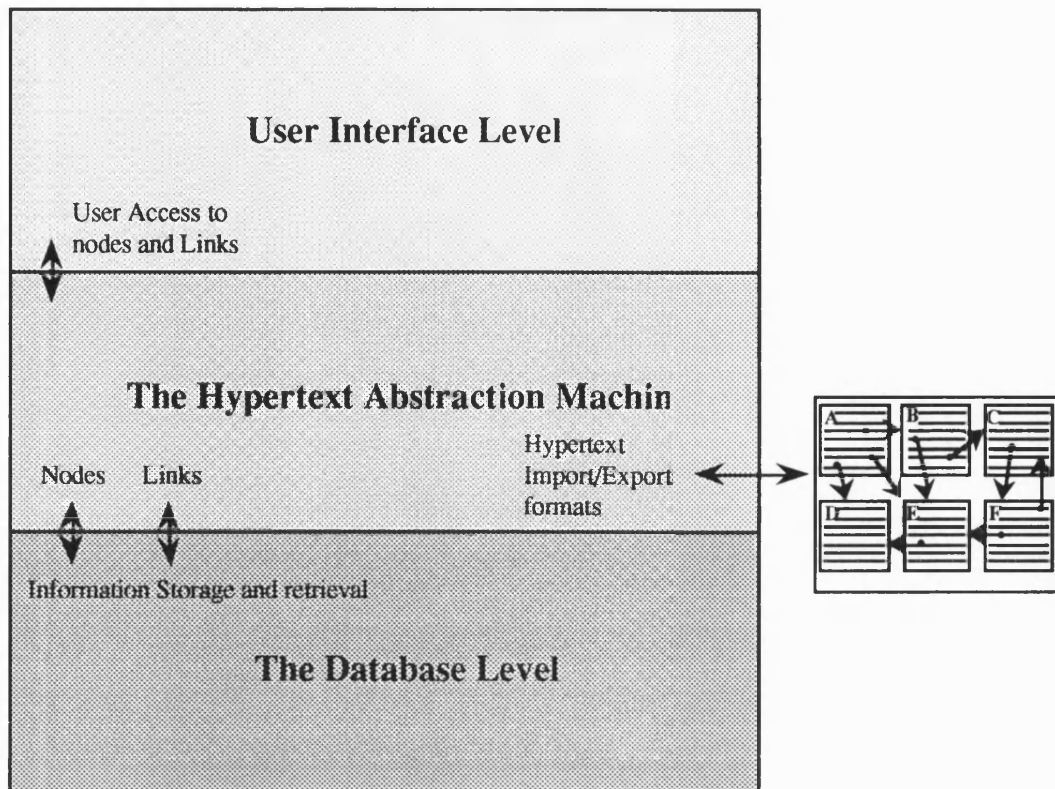 User Interface Level
User Access to
nodes and Links
The Hypertext Abstraction Machin
Hypertext
Import/Export
formats
Nodes Links
Information Storage and retrieval
The Database Level
A B C
D E F